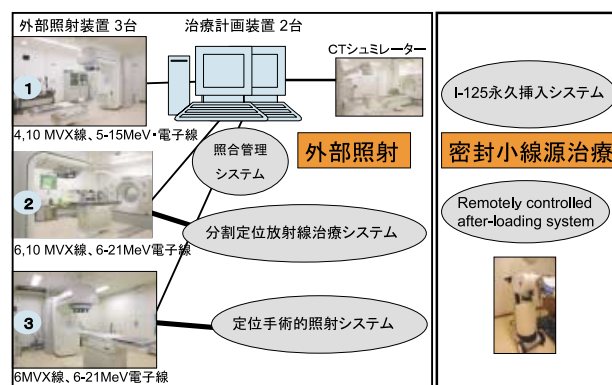 外部照射装置 3台
治療計画装置 2台
CTシュミレーター
1
4,10 MVX線、5-15MeV・電子線
照合管理
システム
外部照射
2
6,10 MVX線、6-21MeV電子線
分割定位放射線治療システム
3
定位手術的照射システム
6MVX線、6-21MeV電子線
I-125永久挿入システム
密封小線源治療
Remotely controlled
after-loading system